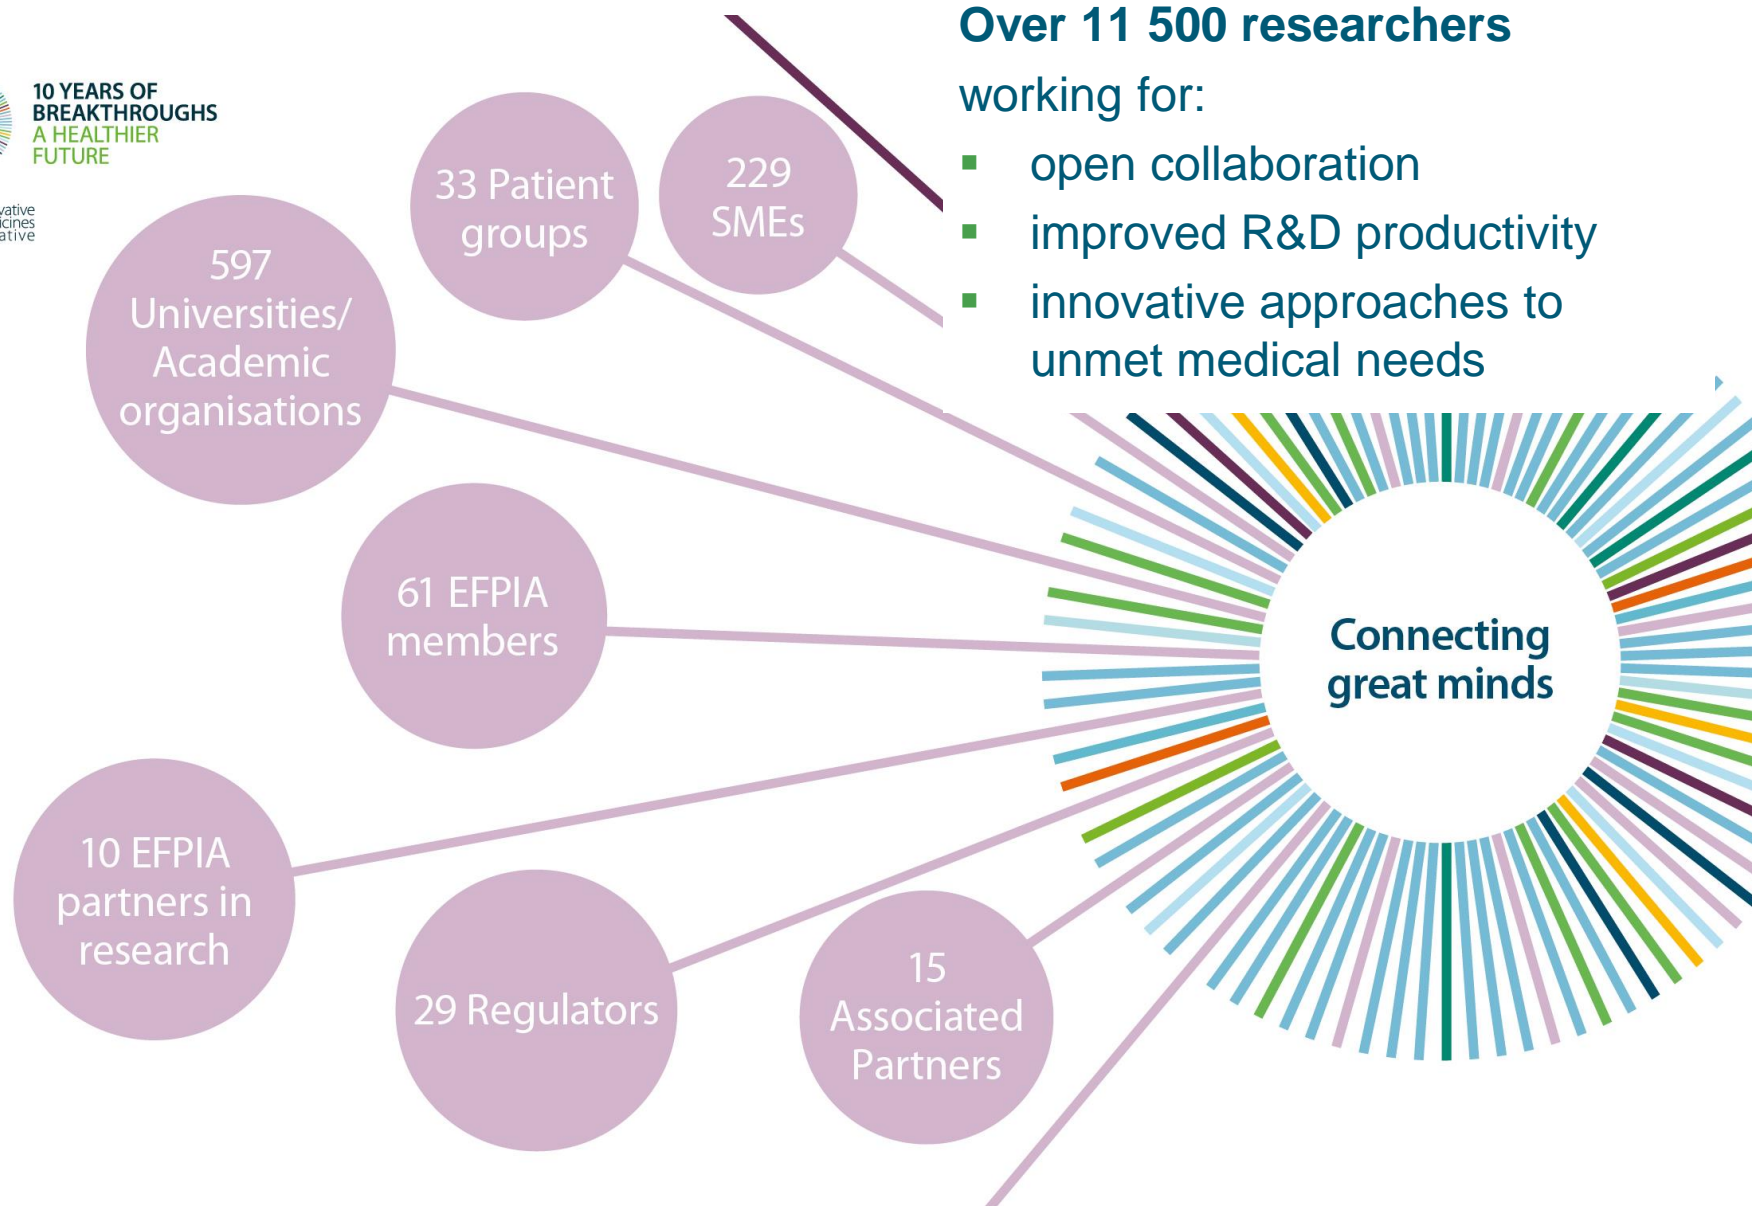 Over 11 500 researchers
working for:
▪ open collaboration
▪ improved R&D productivity
▪ innovative approaches to
unmet medical needs
10 YEARS OF
BREAKTHROUGHS
A HEALTHIER
FUTURE
33 Patient
groups
229
SMEs
597
Universities/
Academic
organisations
61 EFPIA
members
Connecting
great minds
10 EFPIA
partners in
research
29 Regulators
15
Associated
Partners